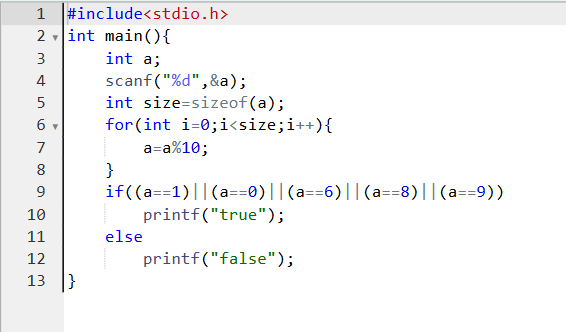 1 #include<stdio.h>
2 int main(){
3 int a;
4 scanf("%d",&a);
5 int size=sizeof(a);
6 for(int i=0;i<size;i++){
7 a=a%10;
8 }
9 if((a==1)||(a==0)||(a==6)||(a==8)||(a==9))
10 printf("true");
11 else
12 printf("false");
13 }